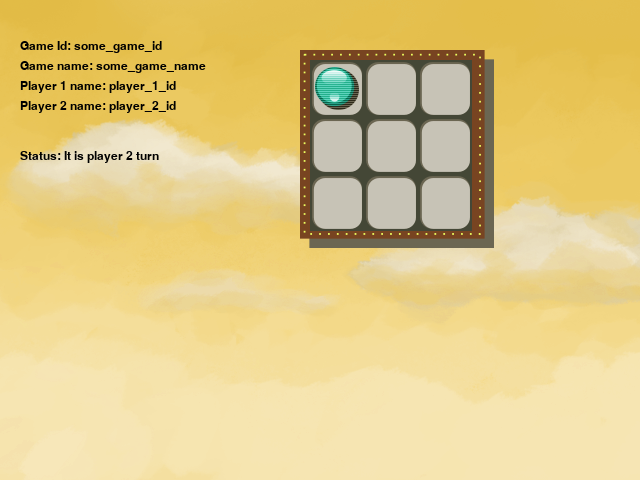 Game Id: some_game_id
Game name: some_game_name
Player 1 name: player_1_id
Player 2 name: player_2_id
Status: It is player 2 turn